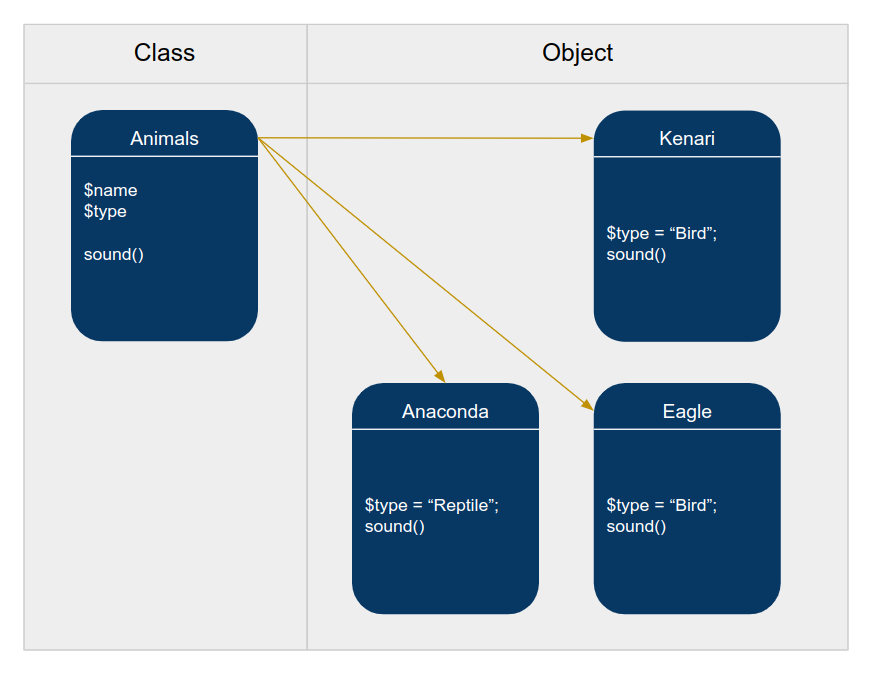 Class
Object
Animals
$name
$type
sound()
Kenari
$type = “Bird”;
sound()
Anaconda
$type = “Reptile”;
sound()
Eagle
$type = “Bird”;
sound()